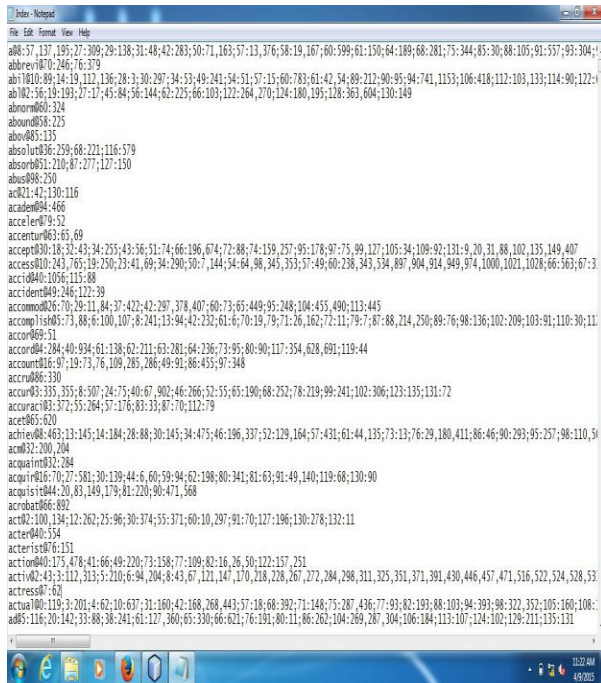 Index - Notepad
File Edit Format View Help
a@8:57,137,195;27:309;29:138;31:48;42:283;50:71,163;57:13,376;58:19,167;60:599;61:150;64:189;68:281;75:344;85:30;88:105;91:557;93:304;
abbrevi@70:246;76:379
abil@10:89;14:19,112,136;28:3;30:297;34:53;49:241;54:51;57:15;60:783;61:42,54;89:212;90:95;94:741,1153;106:418;112:103,133;114:90;122:
abl@2:56;19:193;27:17;45:84;56:144;62:225;66:103;122:264,270;124:180,195;128:363,604;130:149
abnorm@60:324
abound@58:225
abov@85:135
absolut@36:259;68:221;116:579
absorb@51:210;87:277;127:150
abus@98:250
ac@21:42;130:116
academ@94:466
acceler@79:52
accentur@63:65,69
accept@30:18;32:43;34:255;43:56;51:74;66:196,674;72:88;74:159,257;95:178;97:75,99,127;105:34;109:92;131:9,20,31,88,102,135,149,407
access@10:243,765;19:250;23:41,69;34:290;50:7,144;54:64,98,345,353;57:49;60:238,343,534,897,904,914,949,974,1000,1021,1028;66:563;67:
accid@40:1056;115:88
accident@49:246;122:39
accommod@26:70;29:11,84;37:422;42:297,378,407;60:73;65:449;95:248;104:455,490;113:445
accomplish@5:73,88;6:100,107;8:241;13:94;42:232;61:6;70:19,79;71:26,162;72:11;79:7;87:88,214,250;89:76;98:136;102:209;103:91;110:30;
accor@69:51
accord@4:284;40:934;61:138;62:211;63:281;64:236;73:95;80:90;117:354,628,691;119:44
account@16:97;19:73,76,109,285,286;49:91;86:455;97:348
accru@86:330
accur@3:335,355;8:507;24:75;40:67,902;46:266;52:55;65:190;68:252;78:219;99:241;102:306;123:135;131:72
accuraci@3:372;55:264;57:176;83:33;87:70;112:79
acet@65:620
achiev@8:463;13:145;14:184;28:88;30:145;34:475;46:196,337;52:129,164;57:431;61:44,135;73:13;76:29,180,411;86:46;90:293;95:257;98:110,
acm@32:200,204
acquaint@32:284
acquir@16:70;27:581;30:139;44:6,60;59:94;62:198;80:341;81:63;91:49,140;119:68;130:90
acquisit@44:20,83,149,179;81:220;90:471,568
acrobat@66:892
act@2:100,134;12:262;25:96;30:374;55:371;60:10,297;91:70;127:196;130:278;132:11
acter@40:554
acterist@76:151
action@40:175,478;41:66;49:220;73:158;77:109;82:16,26,50;122:157,251
activ@2:43;3:112,313;5:210;6:94,204;8:43,67,121,147,170,218,228,267,272,284,298,311,325,351,371,391,430,446,457,471,516,522,524,528,
actress@7:62
actual@0:119;3:201;4:62;10:637;31:160;42:168,268,443;57:18;68:392;71:148;75:287,436;77:93;82:193;88:103;94:393;98:322,352;105:160;108:
ad@5:116;20:142;33:88;38:241;61:127,360;65:330;66:621;76:191;80:11;86:262;104:269,287,304;106:184;113:107;124:102;129:211;135:131
11:22 AM
4/9/2015